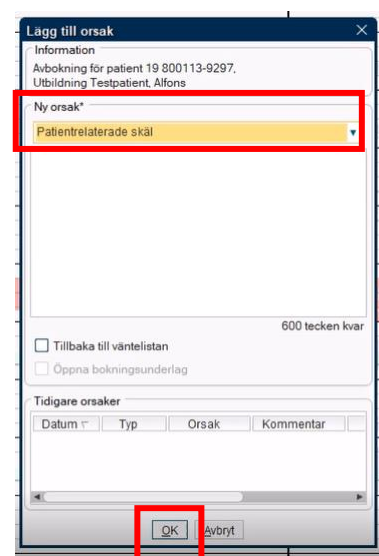 Lägg till orsak
Information
Avbokning för patient 19 800113-9297,
Utbildning Testpatient, Alfons
Ny orsak*
Patientrelaterade skäl
600 tecken kvar
Tillbaka till väntelistan
Öppna bokningsunderlag
Tidigare orsaker
Datum Typ Orsak Kommentar
OK Avbryt